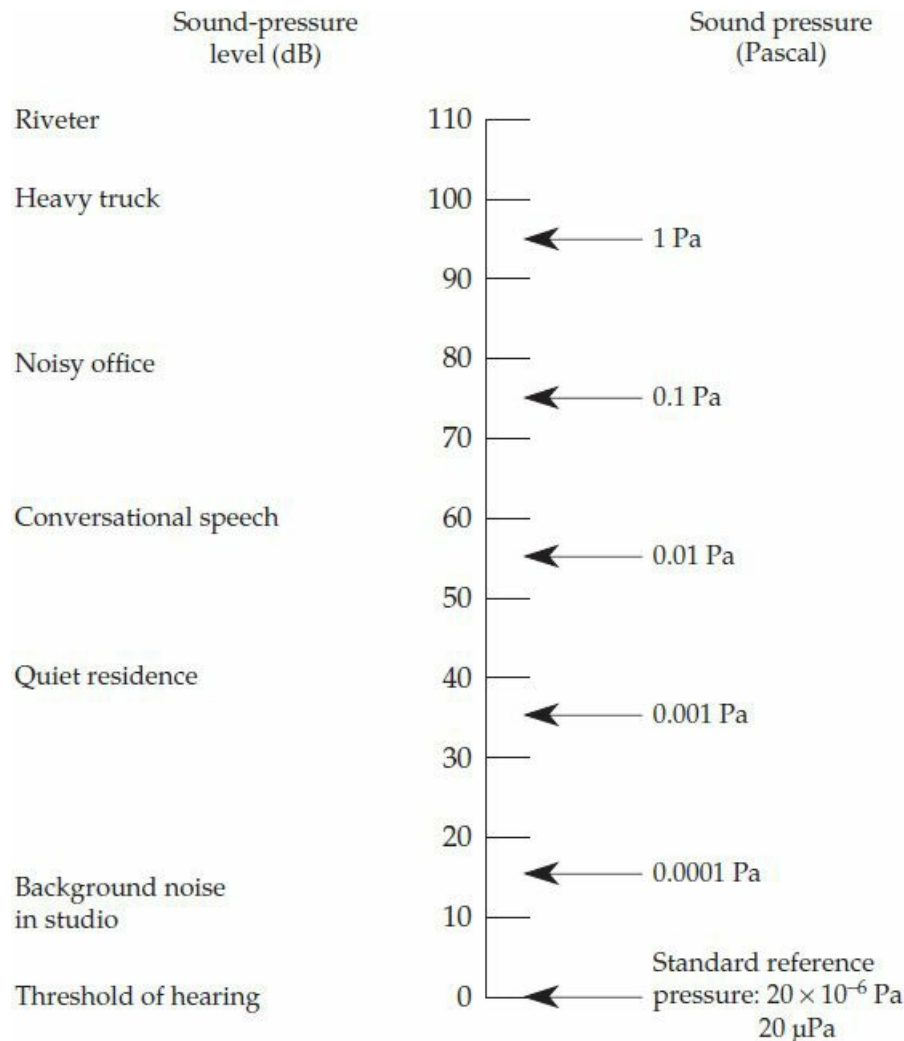 Sound-pressure
level (dB)
Sound pressure
(Pascal)
Riveter
110
Heavy truck
100
1 Pa
90
Noisy office
80
0.1 Pa
70
Conversational speech
60
0.01 Pa
50
Quiet residence
40
0.001 Pa
30
20
0.0001 Pa
Background noise
in studio
10
Threshold of hearing
0
Standard reference
pressure: 20 × 10⁻⁶ Pa
20 µPa